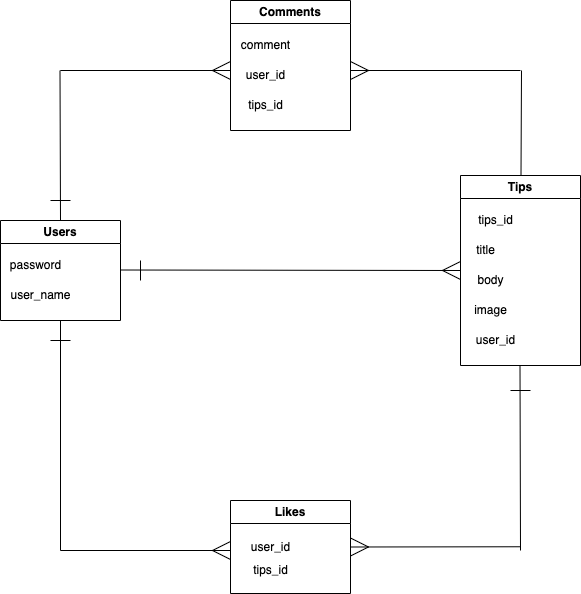 Comments
comment
user_id
tips_id
Users
password
user_name
Tips
tips_id
title
body
image
user_id
Likes
user_id
tips_id